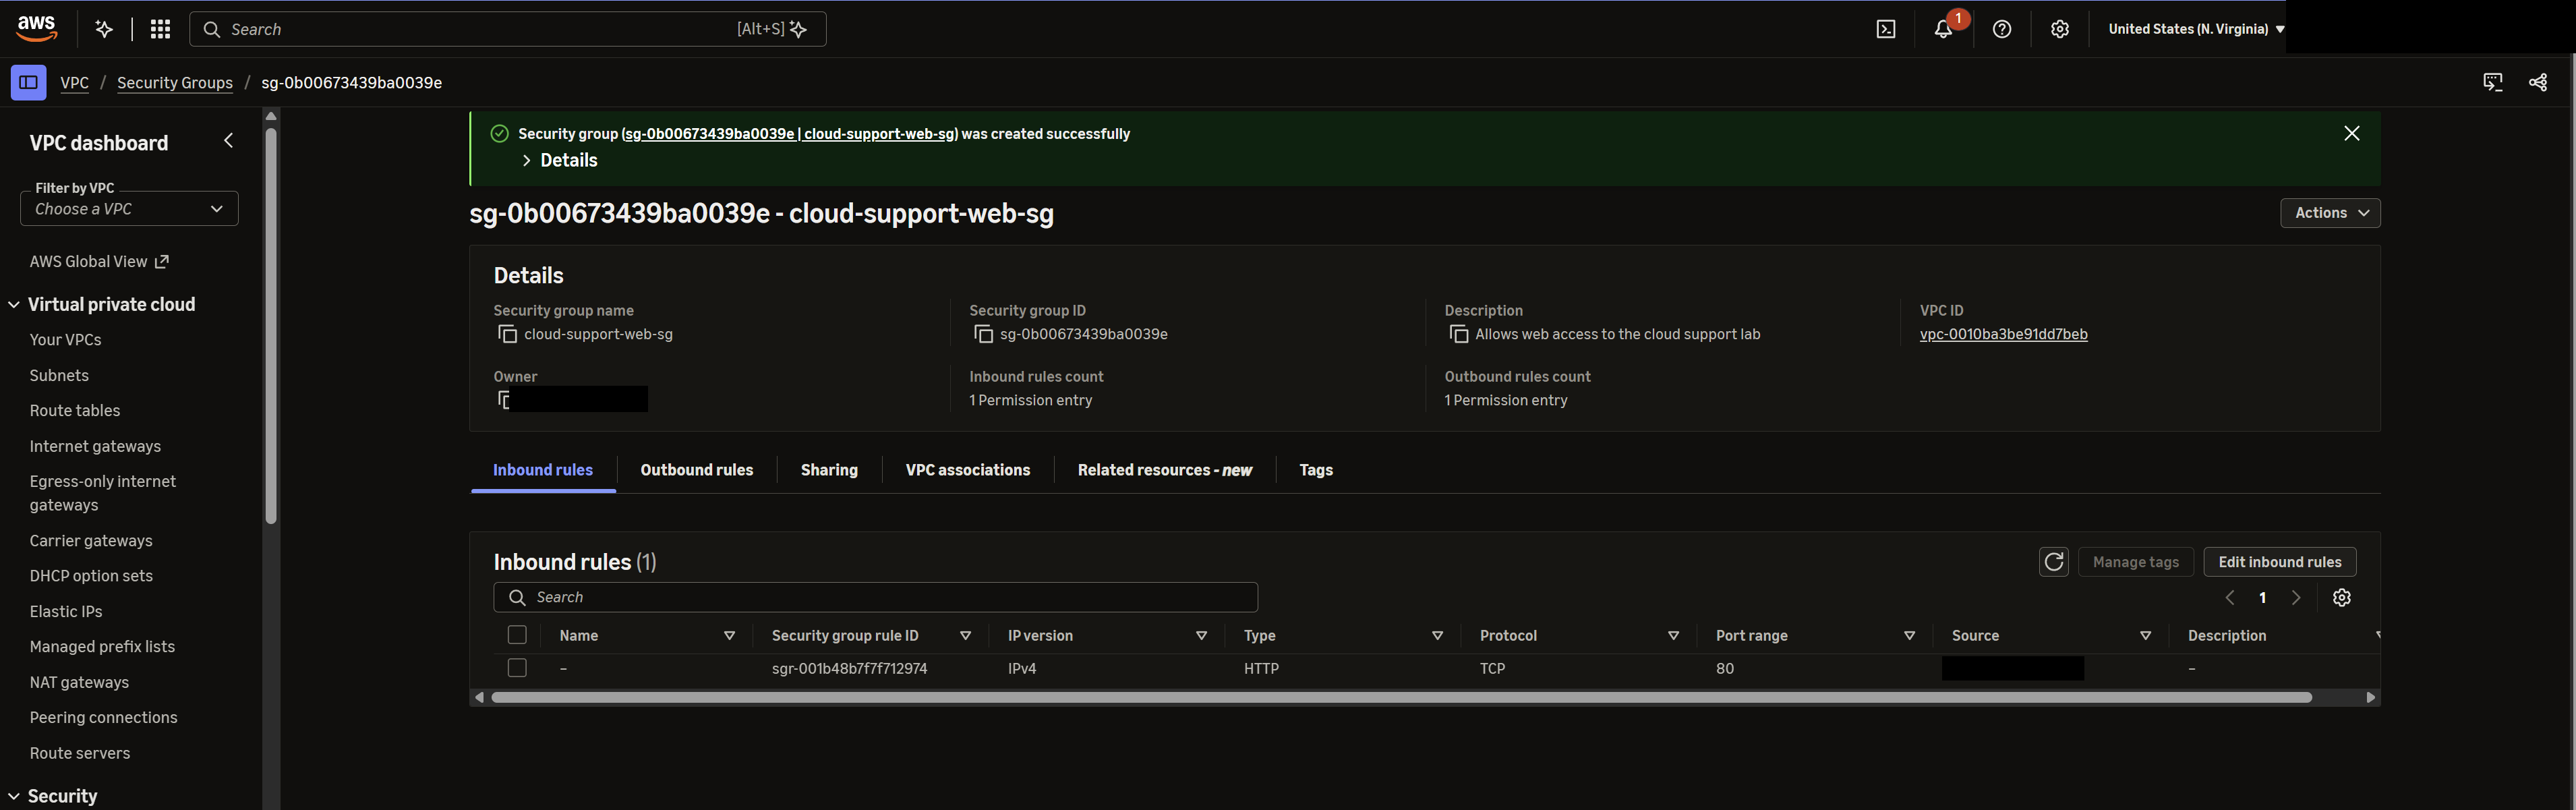 aws
Search [Alt+S]
1
United States (N. Virginia)
VPC / Security Groups / sg-0b00673439ba0039e
VPC dashboard
Filter by VPC
Choose a VPC
AWS Global View
Virtual private cloud
Your VPCs
Subnets
Route tables
Internet gateways
Egress-only internet
gateways
Carrier gateways
DHCP option sets
Elastic IPs
Managed prefix lists
NAT gateways
Peering connections
Route servers
Security
Security group (sg-0b00673439ba0039e | cloud-support-web-sg) was created successfully
Details
sg-0b00673439ba0039e - cloud-support-web-sg
Actions
Details
Security group name Security group ID Description VPC ID
cloud-support-web-sg sg-0b00673439ba0039e Allows web access to the cloud support lab vpc-0010ba3be91dd7beb
Owner Inbound rules count Outbound rules count
1 Permission entry 1 Permission entry
Inbound rules Outbound rules Sharing VPC associations Related resources - new Tags
Inbound rules (1) Manage tags Edit inbound rules
Search 1
Name Security group rule ID IP version Type Protocol Port range Source Description
– sgr-001b48b7f7f712974 IPv4 HTTP TCP 80 –